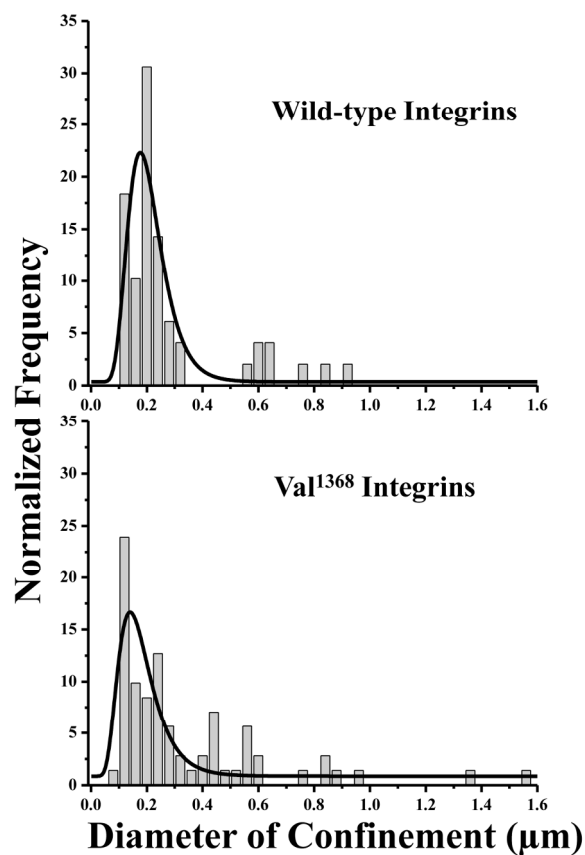 35
30
25
20
15
10
5
0
Wild-type Integrins
0.0 0.2 0.4 0.6 0.8 1.0 1.2 1.4 1.6
Normalized Frequency
35
30
25
20
15
10
5
0
Val¹³⁶⁸ Integrins
0.0 0.2 0.4 0.6 0.8 1.0 1.2 1.4 1.6
Diameter of Confinement (µm)